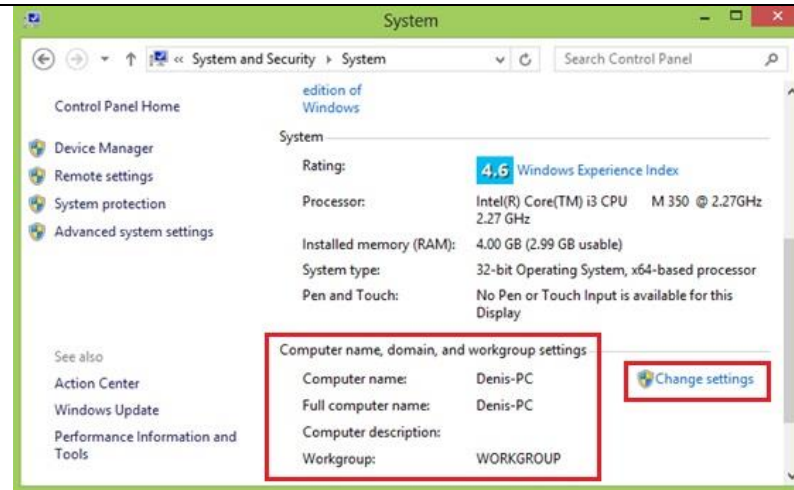 System
« System and Security ▸ System
Search Control Panel
Control Panel Home
Device Manager
Remote settings
System protection
Advanced system settings
See also
Action Center
Windows Update
Performance Information and
Tools
edition of
Windows
System
Rating: 4.6 Windows Experience Index
Processor: Intel(R) Core(TM) i3 CPU M 350 @ 2.27GHz
2.27 GHz
Installed memory (RAM): 4.00 GB (2.99 GB usable)
System type: 32-bit Operating System, x64-based processor
Pen and Touch: No Pen or Touch Input is available for this
Display
Computer name, domain, and workgroup settings
Computer name: Denis-PC
Change settings
Full computer name: Denis-PC
Computer description:
Workgroup: WORKGROUP